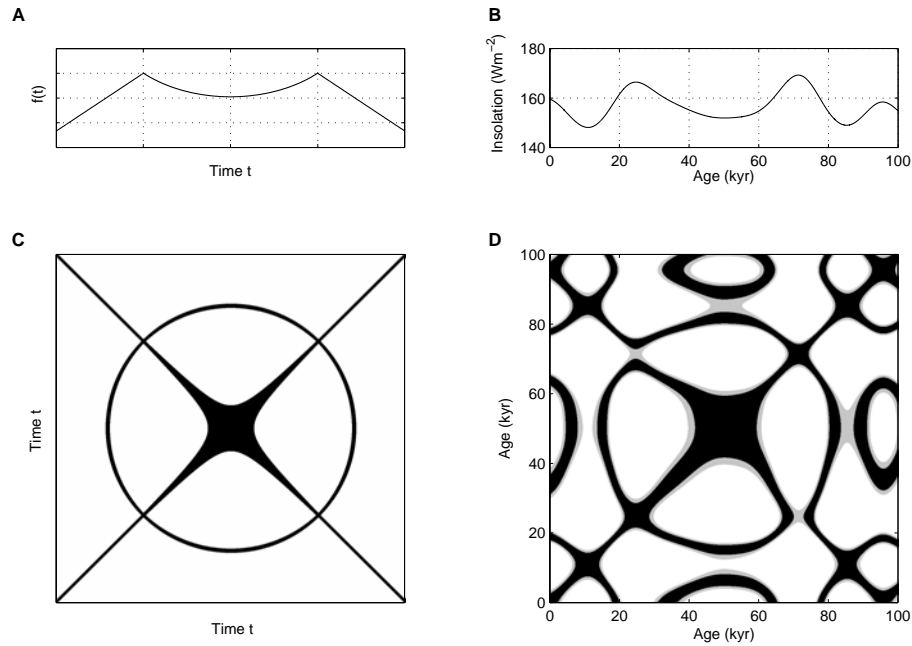 A
f(t)
Time t
B
Insolation (Wm⁻²)
180
160
140
0 20 40 60 80 100
Age (kyr)
C
Time t
Time t
D
Age (kyr)
100
80
60
40
20
0
0 20 40 60 80 100
Age (kyr)